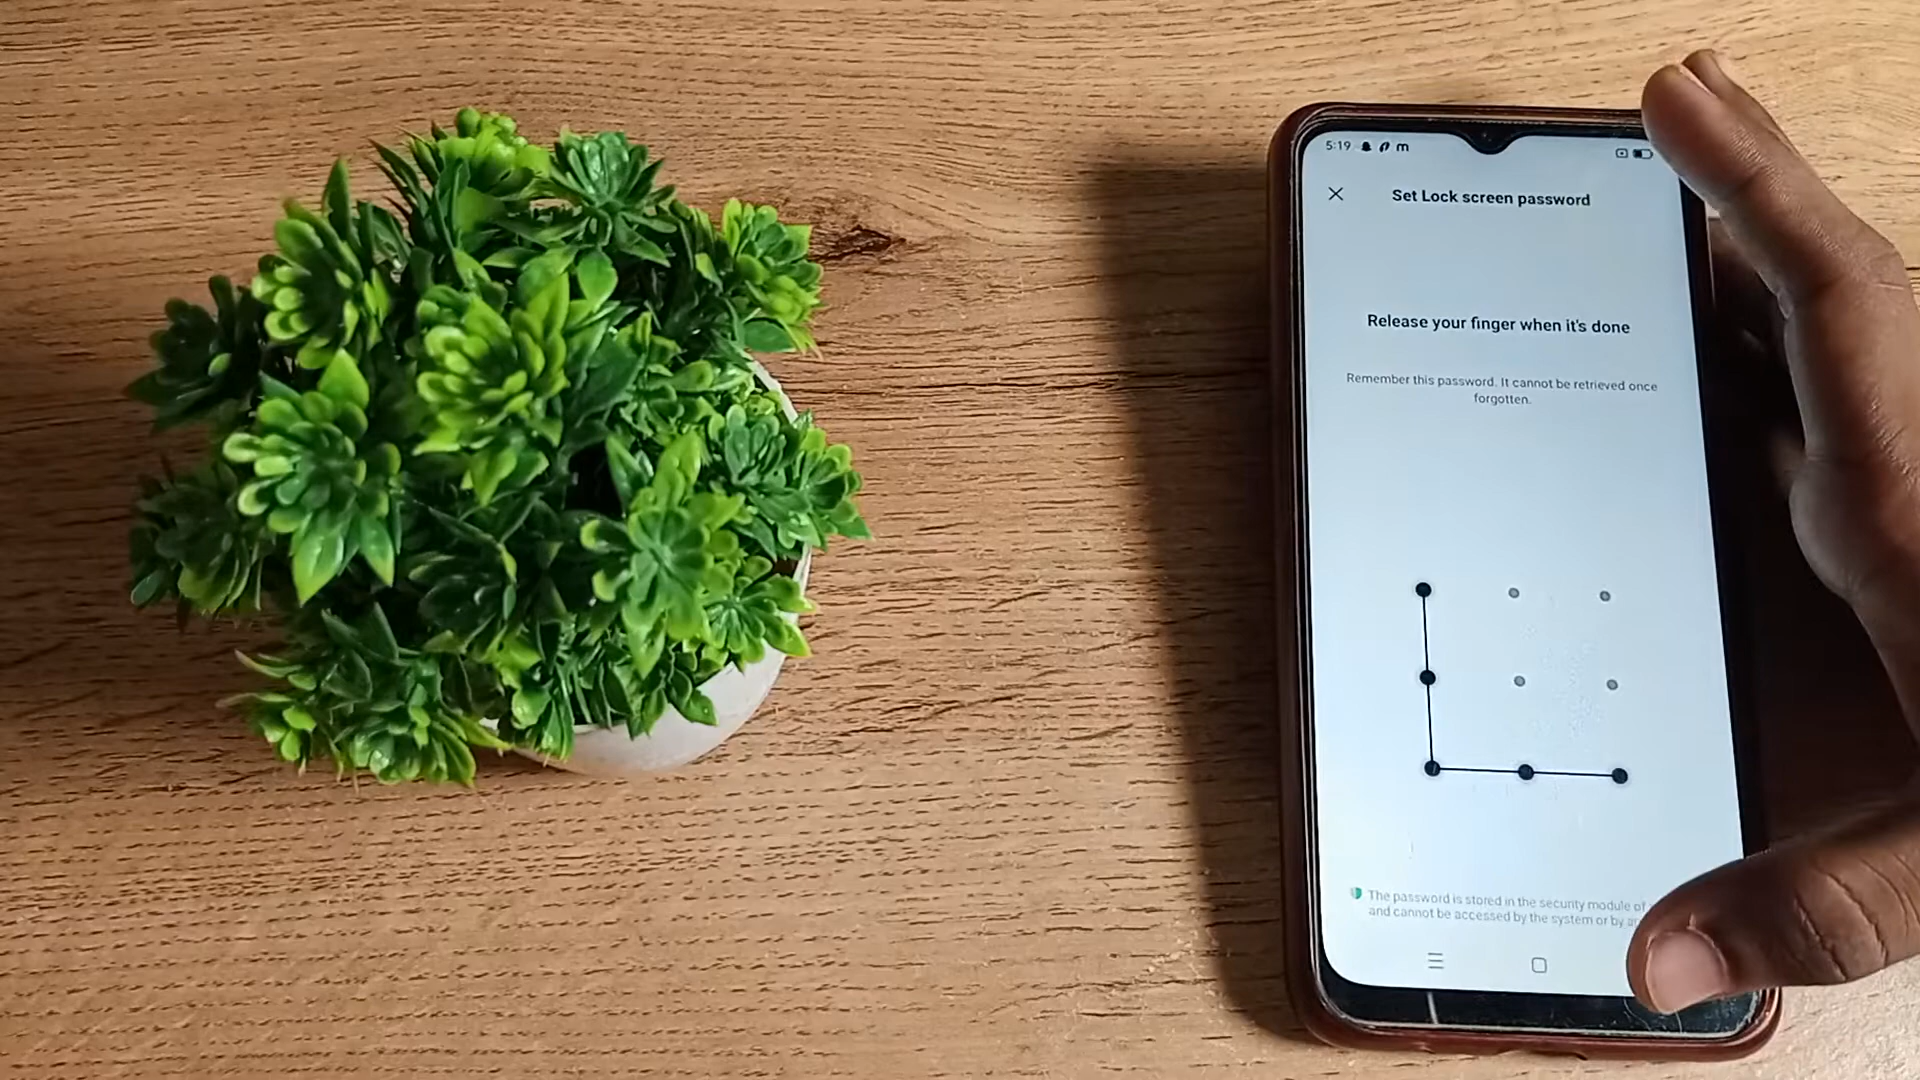 5:19 m
Set Lock screen password
Release your finger when it's done
Remember this password. It cannot be retrieved once
forgotten.
The password is stored in the security module of
and cannot be accessed by the system or by